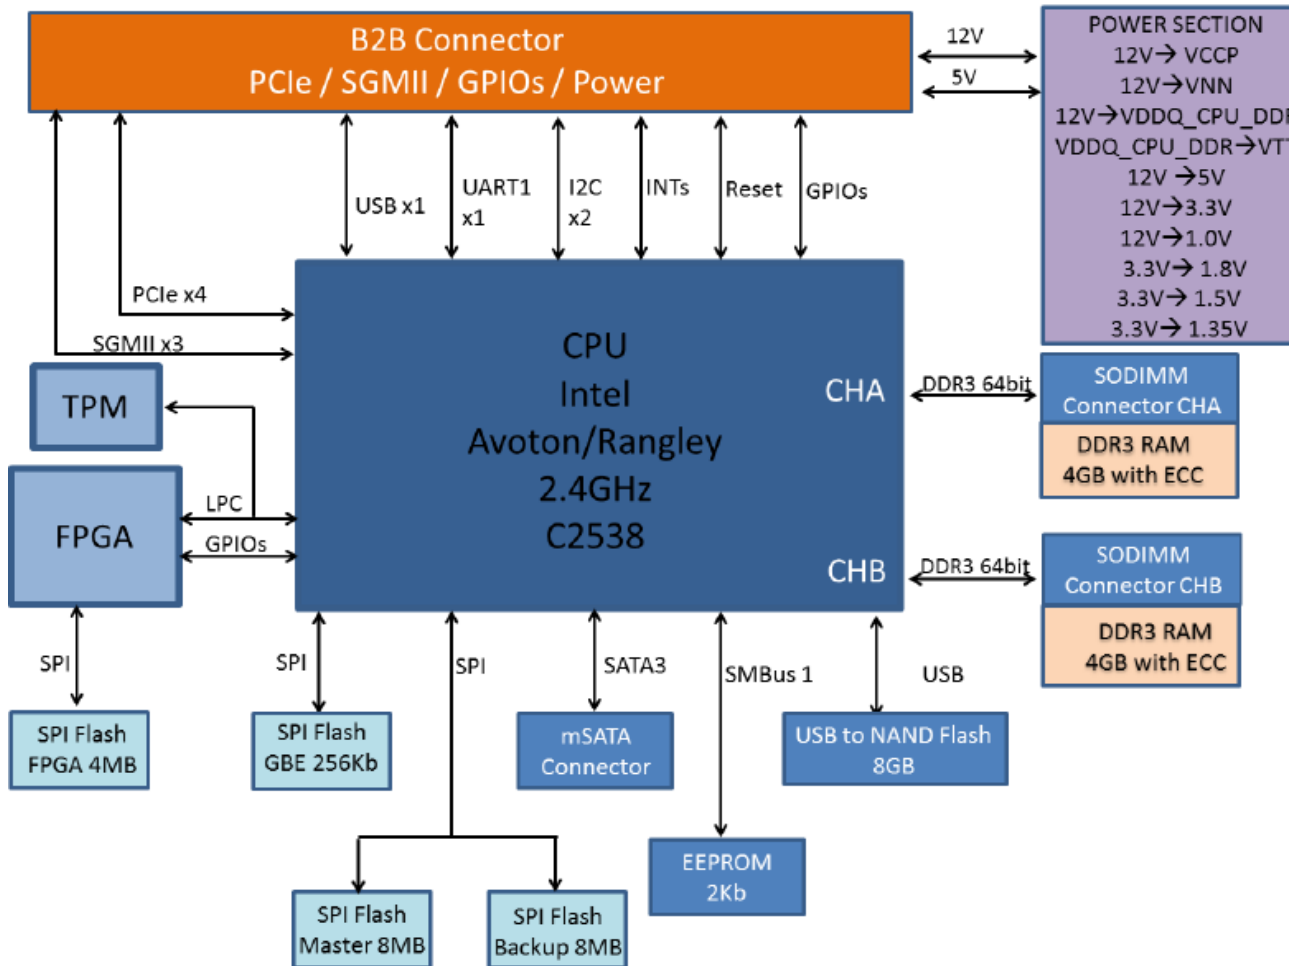 B2B Connector
PCIe / SGMII / GPIOs / Power
12V
5V
POWER SECTION
12V→ VCCP
12V→VNN
12V→VDDQ_CPU_DDR
VDDQ_CPU_DDR→VTT
12V →5V
12V→3.3V
12V→1.0V
3.3V→ 1.8V
3.3V→ 1.5V
3.3V→ 1.35V
USB x1
UART1
x1
I2C
x2
INTs
Reset
GPIOs
PCIe x4
SGMII x3
TPM
FPGA
LPC
GPIOs
CPU
Intel
Avoton/Rangley
2.4GHz
C2538
CHA
CHB
DDR3 64bit
SODIMM
Connector CHA
DDR3 RAM
4GB with ECC
DDR3 64bit
SODIMM
Connector CHB
DDR3 RAM
4GB with ECC
SPI
SPI
SPI
SATA3
SMBus 1
USB
SPI Flash
FPGA 4MB
SPI Flash
GBE 256Kb
mSATA
Connector
USB to NAND Flash
8GB
EEPROM
2Kb
SPI Flash
Master 8MB
SPI Flash
Backup 8MB